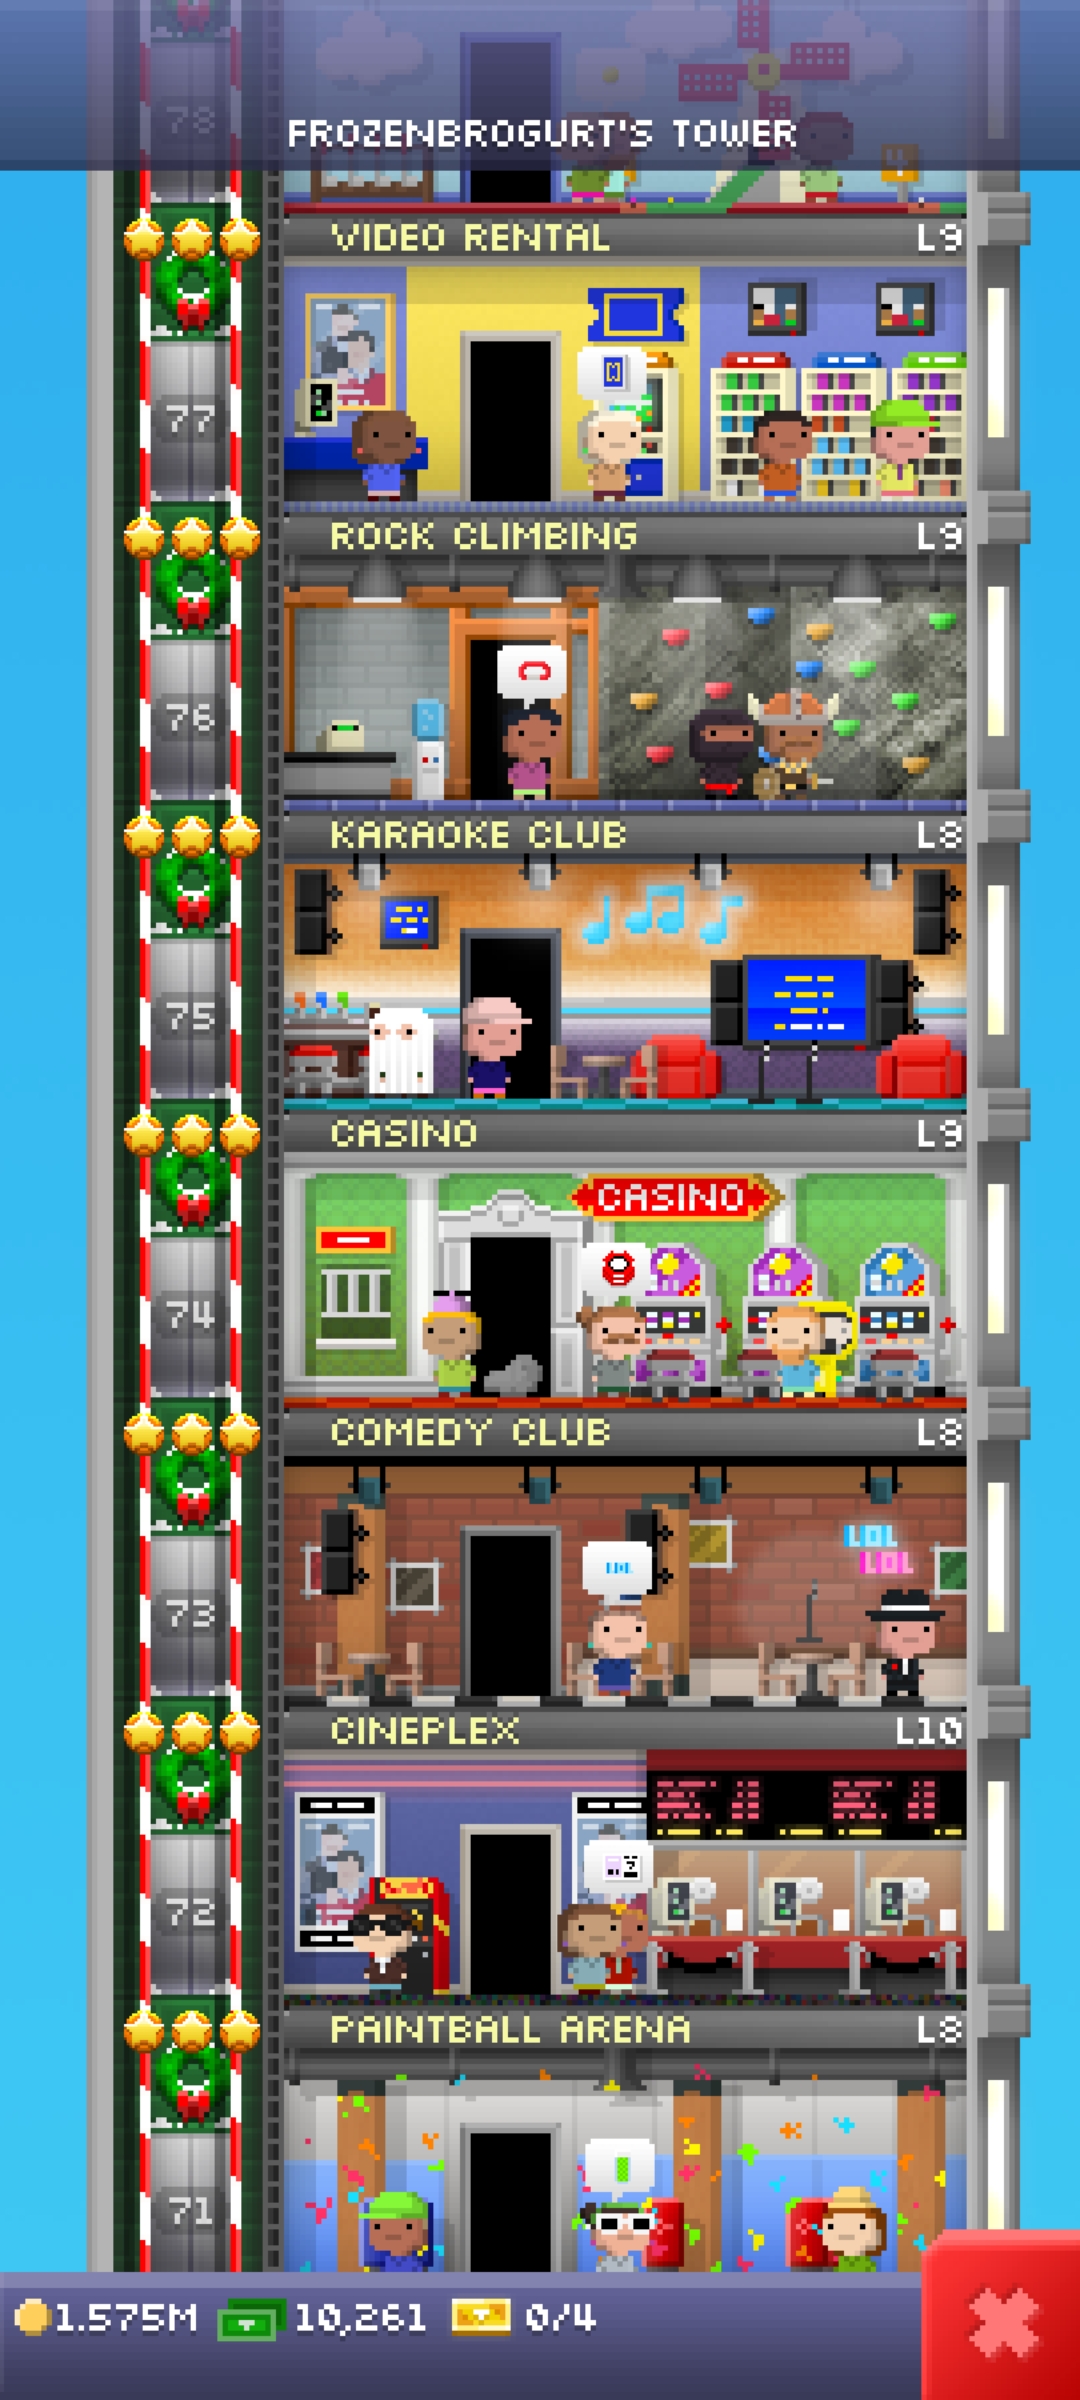 78
FROZENBROGURT'S TOWER
VIDEO RENTAL L9
77
ROCK CLIMBING L9
76
KARAOKE CLUB L8
75
CASINO L9
CASINO
74
COMEDY CLUB L8
LOL
LOL
LOL
73
CINEPLEX L10
72
PAINTBALL ARENA L8
71
1.575M 10,261 0/4